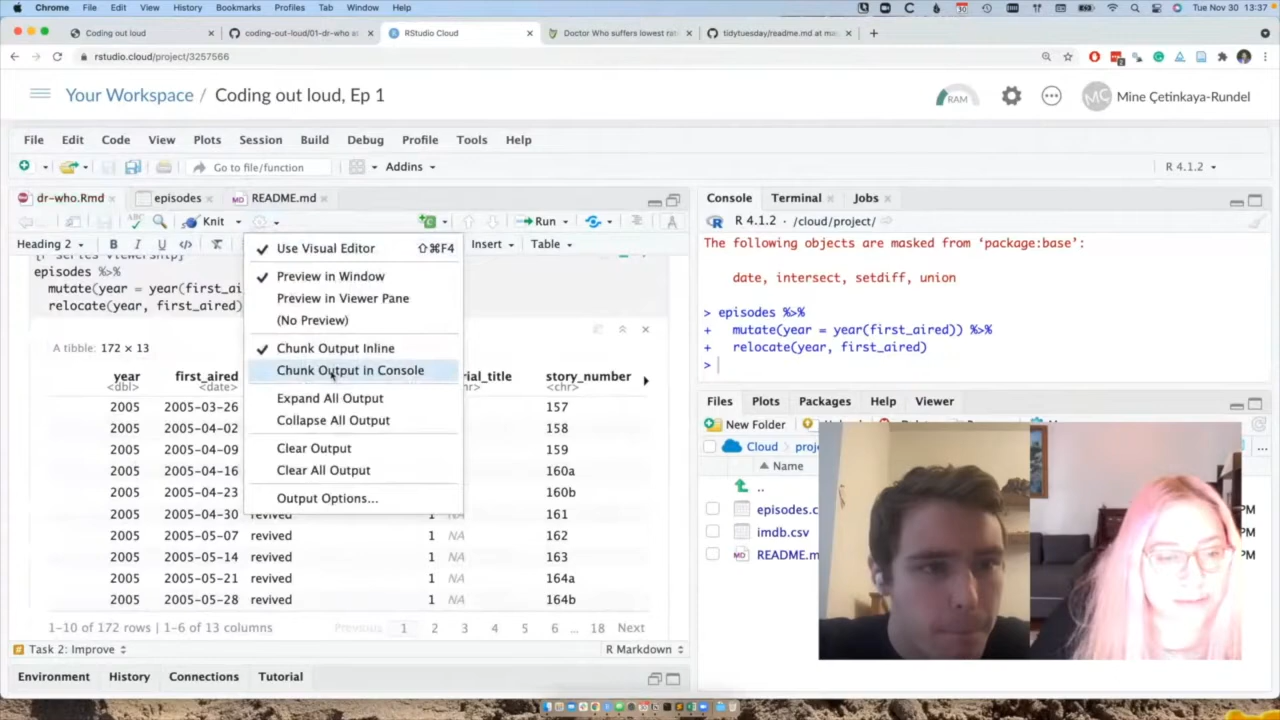 Chrome File Edit View History Bookmarks Profiles Tab Window Help Tue Nov 30 13:37
Coding out loud coding-out-loud/01-dr-who RStudio Cloud Doctor Who suffers lowest tidytuesday/readme.md at
rstudio.cloud/project/3257566
Your Workspace / Coding out loud, Ep 1 RAM MC Mine Çetinkaya-Rundel
File Edit Code View Plots Session Build Debug Profile Tools Help
Go to file/function Addins R 4.1.2
dr-who.Rmd episodes README.md
Knit Run
Heading 2 B I U </> Insert Table
Use Visual Editor ⇧⌘F4
Preview in Window
Preview in Viewer Pane
(No Preview)
Chunk Output Inline
Chunk Output in Console
Expand All Output
Collapse All Output
Clear Output
Clear All Output
Output Options...
{r series viewership}
episodes %>%
mutate(year = year(first_ai
relocate(year, first_aired)
A tibble: 172 × 13
year first_aired rial_title story_number
<dbl> <date> hr> <chr>
2005 2005-03-26 157
2005 2005-04-02 158
2005 2005-04-09 159
2005 2005-04-16 160a
2005 2005-04-23 160b
2005 2005-04-30 revived 1 NA 161
2005 2005-05-07 revived 1 NA 162
2005 2005-05-14 revived 1 NA 163
2005 2005-05-21 revived 1 NA 164a
2005 2005-05-28 revived 1 NA 164b
1-10 of 172 rows | 1-6 of 13 columns Previous 1 2 3 4 5 6 ... 18 Next
Task 2: Improve R Markdown
Environment History Connections Tutorial
Console Terminal Jobs
R 4.1.2 · /cloud/project/
The following objects are masked from ‘package:base’:
date, intersect, setdiff, union
> episodes %>%
+ mutate(year = year(first_aired)) %>%
+ relocate(year, first_aired)
>
Files Plots Packages Help Viewer
New Folder
Cloud proj ...
Name
..
episodes.c PM
imdb.csv PM
README.m PM